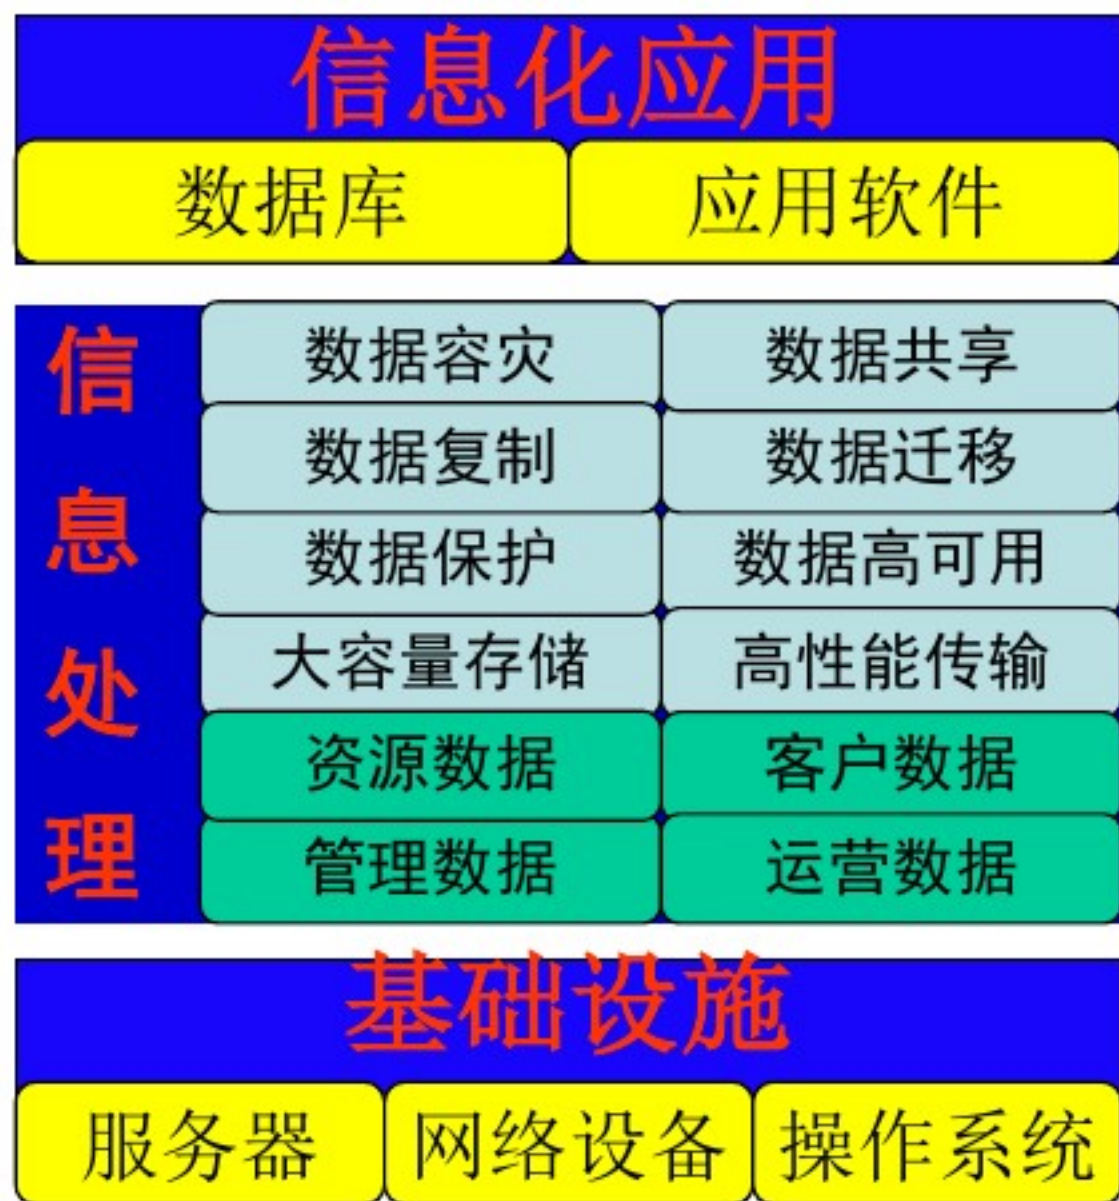 信息化应用
数据库 应用软件
信息处理
数据容灾 数据共享
数据复制 数据迁移
数据保护 数据高可用
大容量存储 高性能传输
资源数据 客户数据
管理数据 运营数据
基础设施
服务器 网络设备 操作系统